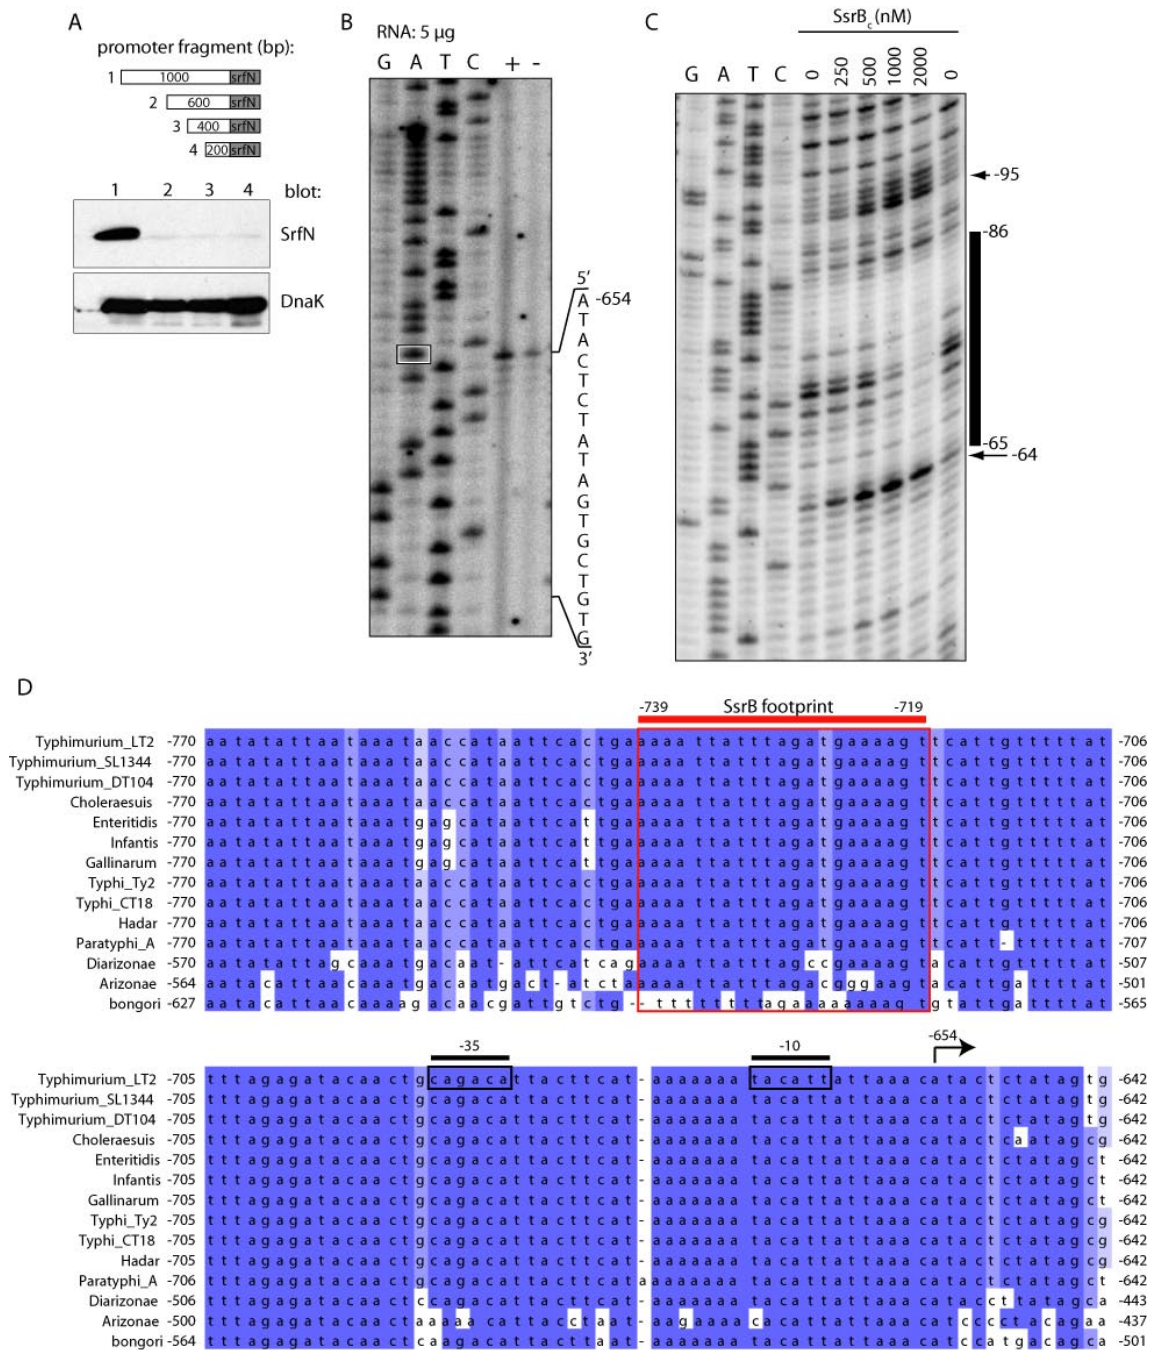 A
promoter fragment (bp):
1 1000 srfN
2 600 srfN
3 400 srfN
4 200 srfN
1 2 3 4 blot:
SrfN
DnaK
B
RNA: 5 µg
G A T C + -
5′
A -654
T
A
C
T
C
T
A
T
A
G
T
G
C
T
G
T
G
3′
C
SsrBc (nM)
G A T C 0 250 500 1000 2000 0
-95
-86
-65
-64
D
-739 SsrB footprint -719
Typhimurium_LT2 -770 aatatattaataaataaccataattcactgaaaaattatttagatgaaaagttcattgtttttat -706
Typhimurium_SL1344 -770 aatatattaataaataaccataattcactgaaaaattatttagatgaaaagttcattgtttttat -706
Typhimurium_DT104 -770 aatatattaataaataaccataattcactgaaaaattatttagatgaaaagttcattgtttttat -706
Choleraesuis -770 aatatattaataaataaccataattcactgaaaaattatttagatgaaaagttcattgtttttat -706
Enteritidis -770 aatatattaataaatgagcataattcattgaaaaattatttagatgaaaagttcattgtttttat -706
Infantis -770 aatatattaataaatgagcataattcattgaaaaattatttagatgaaaagttcattgtttttat -706
Gallinarum -770 aatatattaataaatgagcataattcattgaaaaattatttagatgaaaagttcattgtttttat -706
Typhi_Ty2 -770 aatatattaataaataaccataattcactgaaaaattatttagatgaaaagttcattgtttttat -706
Typhi_CT18 -770 aatatattaataaataaccataattcactgaaaaattatttagatgaaaagttcattgtttttat -706
Hadar -770 aatatattaataaataaccataattcactgaaaaattatttagatgaaaagttcattgtttttat -706
Paratyphi_A -770 aatatattaataaataaccataattcactgaaaaattatttagatgaaaagttcatt-tttttat -707
Diarizonae -570 aatatattagcaaatgacaat-attcatcagaaaattatttagccgaaaagtacattgtttttat -507
Arizonae -564 aatacattaacaaatgacaatgact-atctaaaaattatttagacgggaagtacattgattttat -501
bongori -627 aatacattaacaaaagacaacgattgtctg--ttttttttagaaaaaaaagtgtattgattttat -565
-35 -10 -654
Typhimurium_LT2 -705 tttagagatacaactgcagacattacttcat-aaaaaaatacattattaaacatactctatagtg -642
Typhimurium_SL1344 -705 tttagagatacaactgcagacattacttcat-aaaaaaatacattattaaacatactctatagtg -642
Typhimurium_DT104 -705 tttagagatacaactgcagacattacttcat-aaaaaaatacattattaaacatactctatagtg -642
Choleraesuis -705 tttagagatacaactgcagacattacttcat-aaaaaaatacattattaaacatactcaatagcg -642
Enteritidis -705 tttagagatacaactgcagacattacttcat-aaaaaaatacattattaaacatactctatagct -642
Infantis -705 tttagagatacaactgcagacattacttcat-aaaaaaatacattattaaacatactctatagct -642
Gallinarum -705 tttagagatacaactgcagacattacttcat-aaaaaaatacattattaaacatactctatagct -642
Typhi_Ty2 -705 tttagagatacaactgcagacattacttcat-aaaaaaatacattattaaacatactctatagcg -642
Typhi_CT18 -705 tttagagatacaactgcagacattacttcat-aaaaaaatacattattaaacatactctatagcg -642
Hadar -705 tttagagatacaactgcagacattacttcat-aaaaaaatacattattaaacatactctatagcg -642
Paratyphi_A -706 tttagagatacaactgcagacattacttcataaaaaaaatacattattaaacatactctatagct -642
Diarizonae -506 tttagagatacaactccagacattacttcat-aaaaaaatacattattaaacataccttatagca -443
Arizonae -500 tttagagatacaactaaaaacattacctaat-aagaaaacacattattaaacatcccctacagaa -437
bongori -564 tttagagatacaactcaagacattacttaat-aaaaaaatacattattaaacatccatgacagca -501